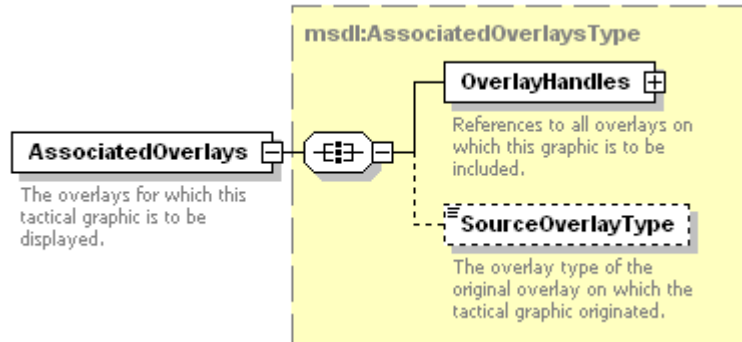 msdl:AssociatedOverlaysType
OverlayHandles
References to all overlays on
which this graphic is to be
included.
AssociatedOverlays
The overlays for which this
tactical graphic is to be
displayed.
SourceOverlayType
The overlay type of the
original overlay on which the
tactical graphic originated.